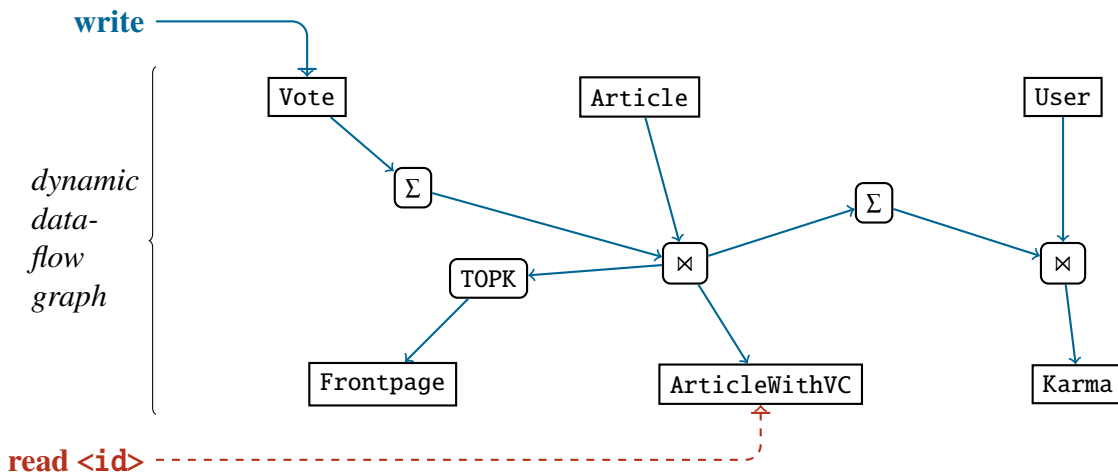 write
Vote
Article
User
dynamic
data-
flow
graph
Σ
Σ
⋈
⋈
TOPK
Frontpage
ArticleWithVC
Karma
read <id>